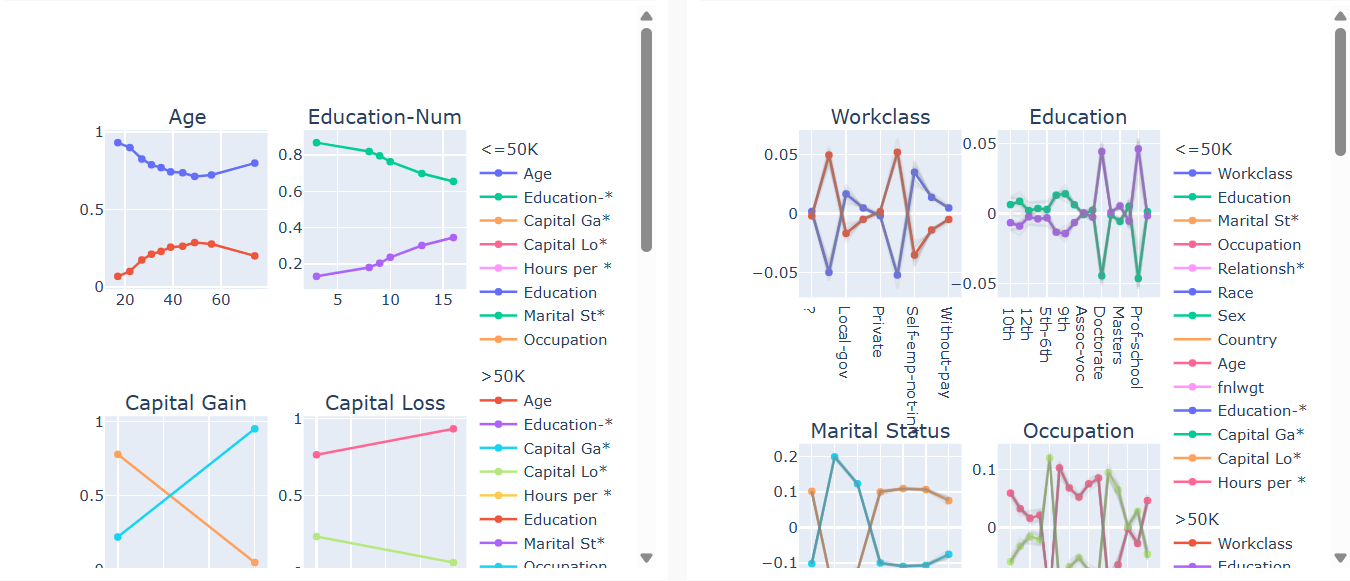 Age
Education-Num
1
0.5
0
20
40
60
0.8
0.6
0.4
0.2
5
10
15
<=50K
Age
Education-*
Capital Ga*
Capital Lo*
Hours per *
Education
Marital St*
Occupation
>50K
Age
Education-*
Capital Ga*
Capital Lo*
Hours per *
Education
Marital St*
Occupation
Capital Gain
Capital Loss
1
0.5
0
1
0.5
Workclass
Education
0.05
0
−0.05
?
Local-gov
Private
Self-emp-not-in
Without-pay
0.05
0
−0.05
10th
12th
5th-6th
9th
Assoc-voc
Doctorate
Masters
Prof-school
<=50K
Workclass
Education
Marital St*
Occupation
Relationsh*
Race
Sex
Country
Age
fnlwgt
Education-*
Capital Ga*
Capital Lo*
Hours per *
>50K
Workclass
Education
Marital Status
Occupation
0.2
0.1
0
−0.1
0.1
0